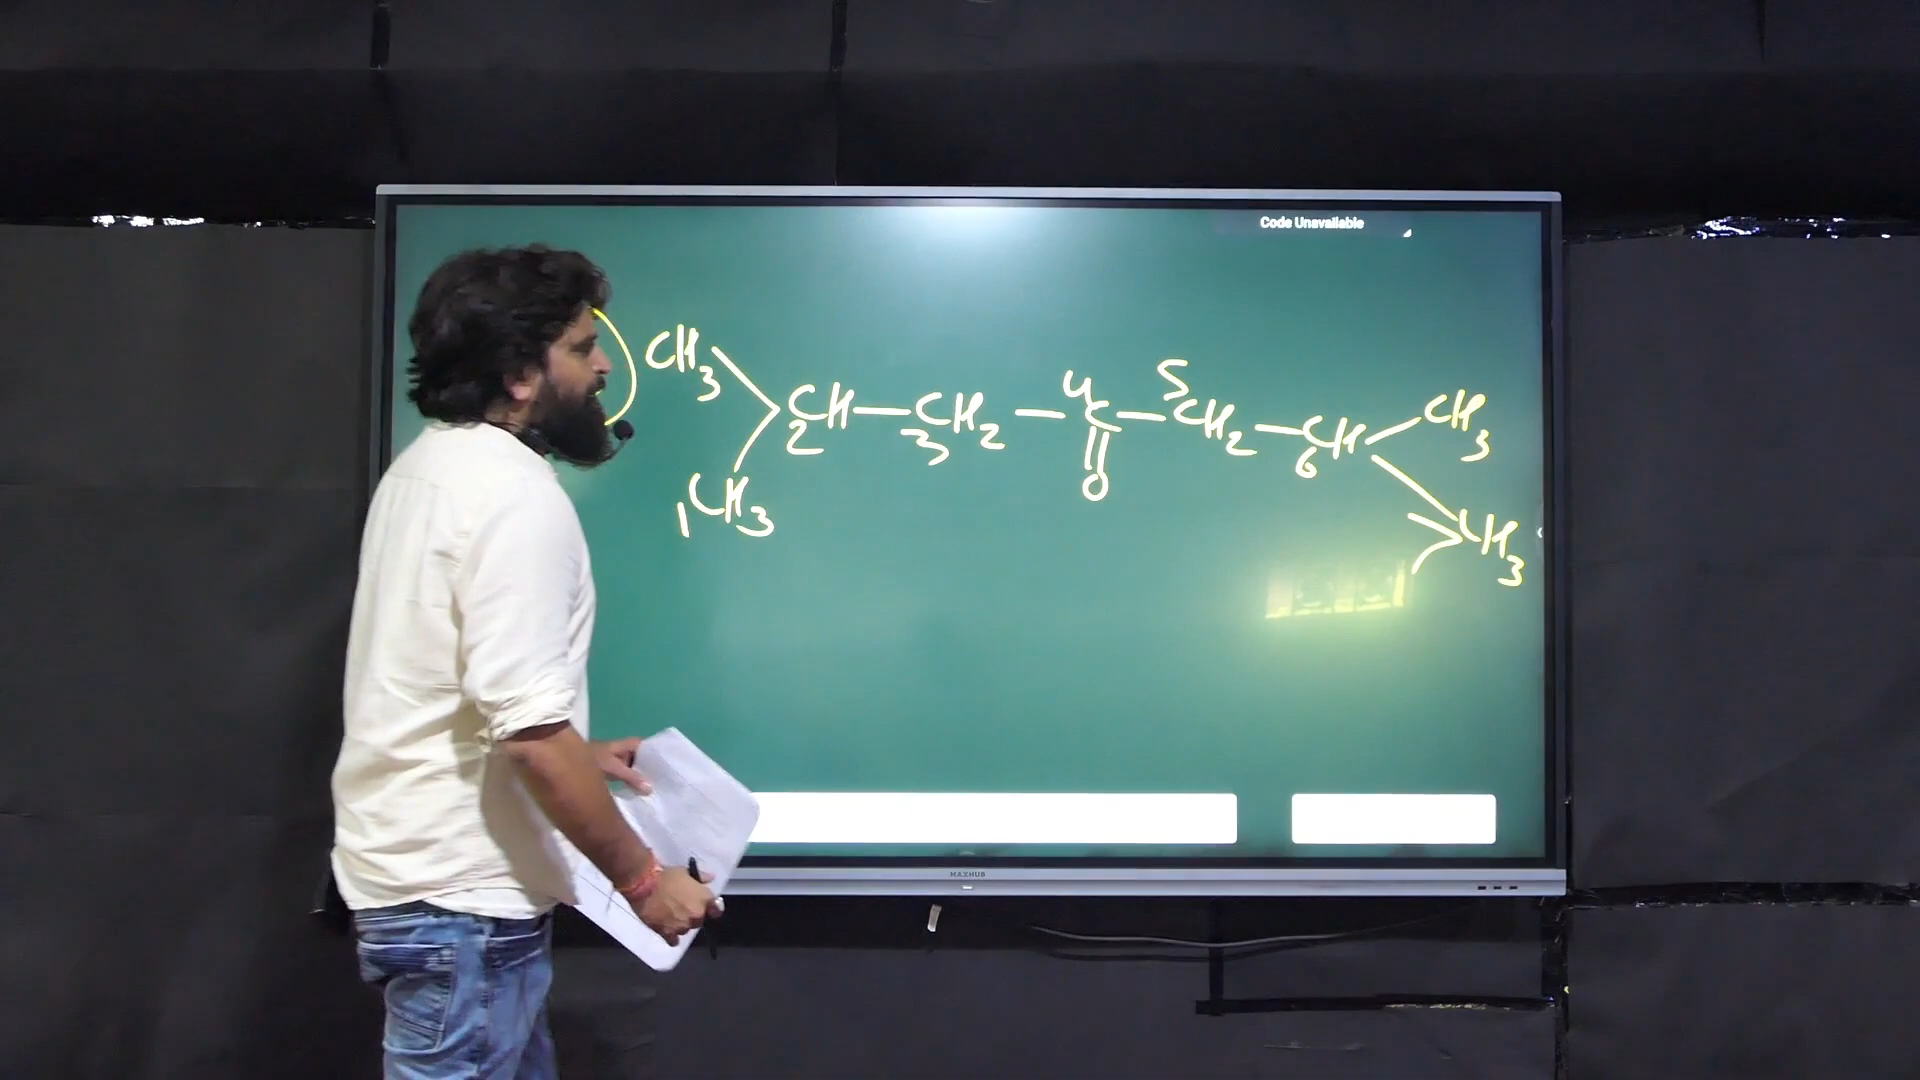 Code Unavailable
4 5
CH3 CH—CH2—C—CH2—CH CH3
2 3 6
O
1CH3 CH3
MAXHUB